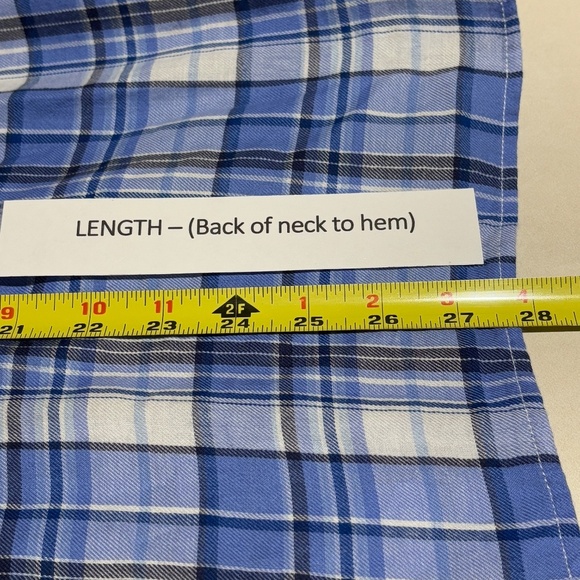 LENGTH – (Back of neck to hem)
9 10 11 2F 1 2 3 4
21 22 23 24 25 26 27 28